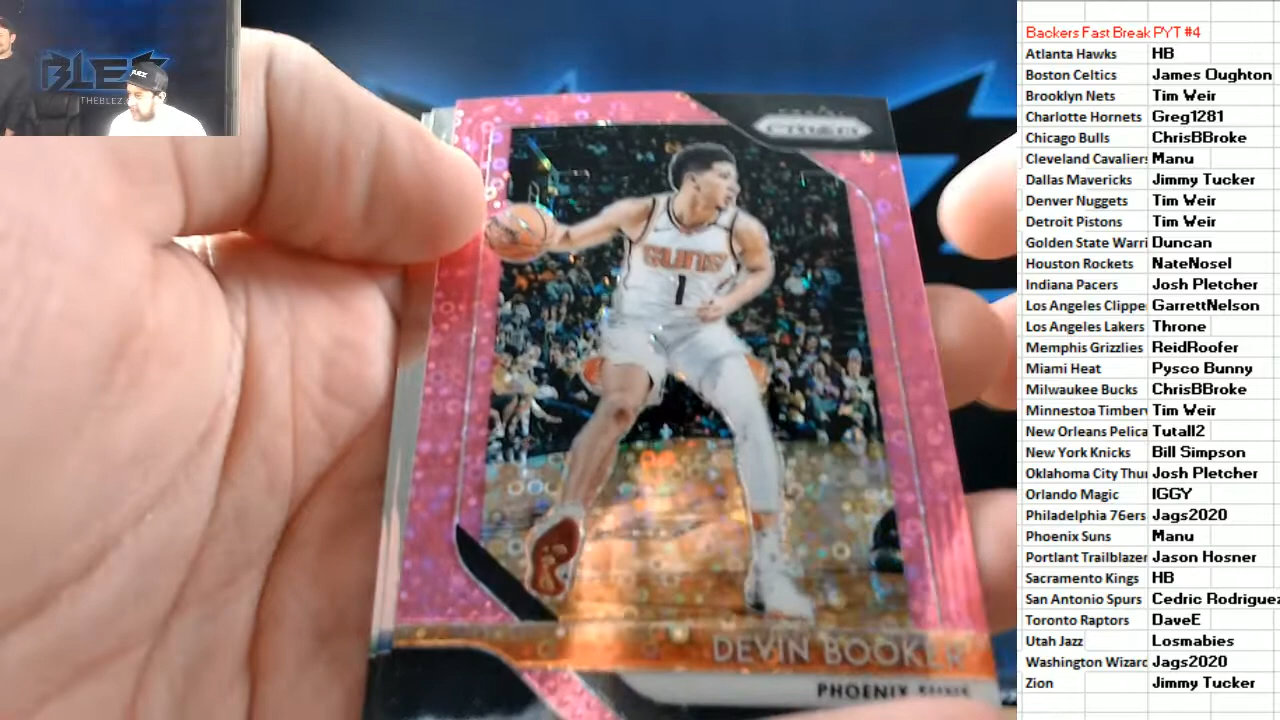 BLEZ
THEBLEZ.
PRIZM
SUNS
1
DEVIN BOOKER
PHOENIX SUNS
Backers Fast Break PYT #4
Atlanta Hawks HB
Boston Celtics James Oughton
Brooklyn Nets Tim Weir
Charlotte Hornets Greg1281
Chicago Bulls ChrisBBroke
Cleveland Cavaliers Manu
Dallas Mavericks Jimmy Tucker
Denver Nuggets Tim Weir
Detroit Pistons Tim Weir
Golden State Warri Duncan
Houston Rockets NateNosel
Indiana Pacers Josh Pletcher
Los Angeles Clippe GarrettNelson
Los Angeles Lakers Throne
Memphis Grizzlies ReidRoofer
Miami Heat Pysco Bunny
Milwaukee Bucks ChrisBBroke
Minnestoa Timberv Tim Weir
New Orleans Pelica Tutall2
New York Knicks Bill Simpson
Oklahoma City Thu Josh Pletcher
Orlando Magic IGGY
Philadelphia 76ers Jags2020
Phoenix Suns Manu
Portlant Trailblazer Jason Hosner
Sacramento Kings HB
San Antonio Spurs Cedric Rodriguez
Toronto Raptors DaveE
Utah Jazz Losmabies
Washington Wizarc Jags2020
Zion Jimmy Tucker